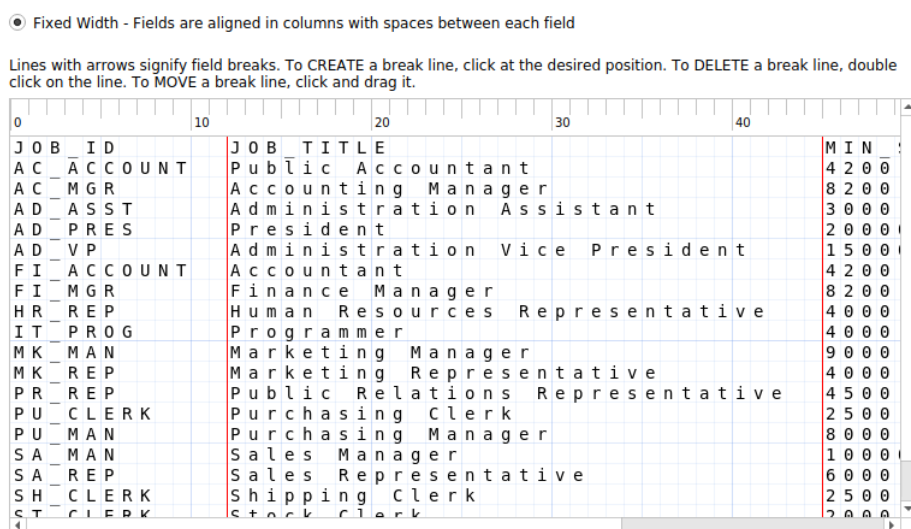 Fixed Width - Fields are aligned in columns with spaces between each field
Lines with arrows signify field breaks. To CREATE a break line, click at the desired position. To DELETE a break line, double
click on the line. To MOVE a break line, click and drag it.
0 10 20 30 40
JOB_ID JOB_TITLE MIN_
AC_ACCOUNT Public Accountant 4200
AC_MGR Accounting Manager 8200
AD_ASST Administration Assistant 3000
AD_PRES President 2000
AD_VP Administration Vice President 1500
FI_ACCOUNT Accountant 4200
FI_MGR Finance Manager 8200
HR_REP Human Resources Representative 4000
IT_PROG Programmer 4000
MK_MAN Marketing Manager 9000
MK_REP Marketing Representative 4000
PR_REP Public Relations Representative 4500
PU_CLERK Purchasing Clerk 2500
PU_MAN Purchasing Manager 8000
SA_MAN Sales Manager 1000
SA_REP Sales Representative 6000
SH_CLERK Shipping Clerk 2500
ST_CLERK Stock Clerk 2000